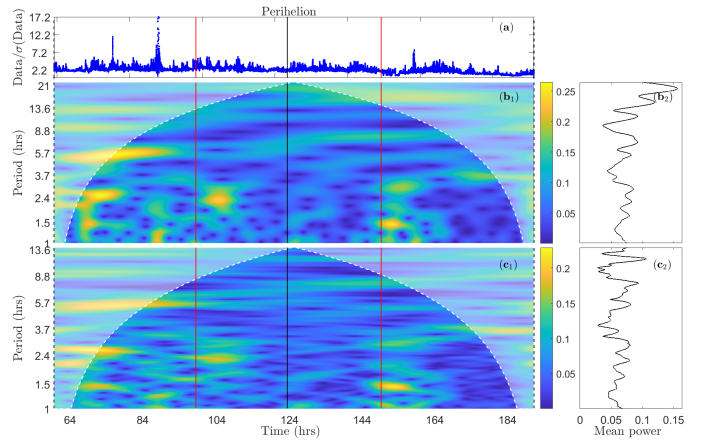 Perihelion
Data/σ(Data)
17.2
12.2
7.2
2.2
(a)
Period (hrs)
21
13.6
8.8
5.7
3.7
2.4
1.5
1
(b1)
0.25
0.2
0.15
0.1
0.05
(b2)
Period (hrs)
13.6
8.8
5.7
3.7
2.4
1.5
1
(c1)
0.2
0.15
0.1
0.05
(c2)
64 84 104 124 144 164 184
Time (hrs)
0 0.05 0.1 0.15
Mean power